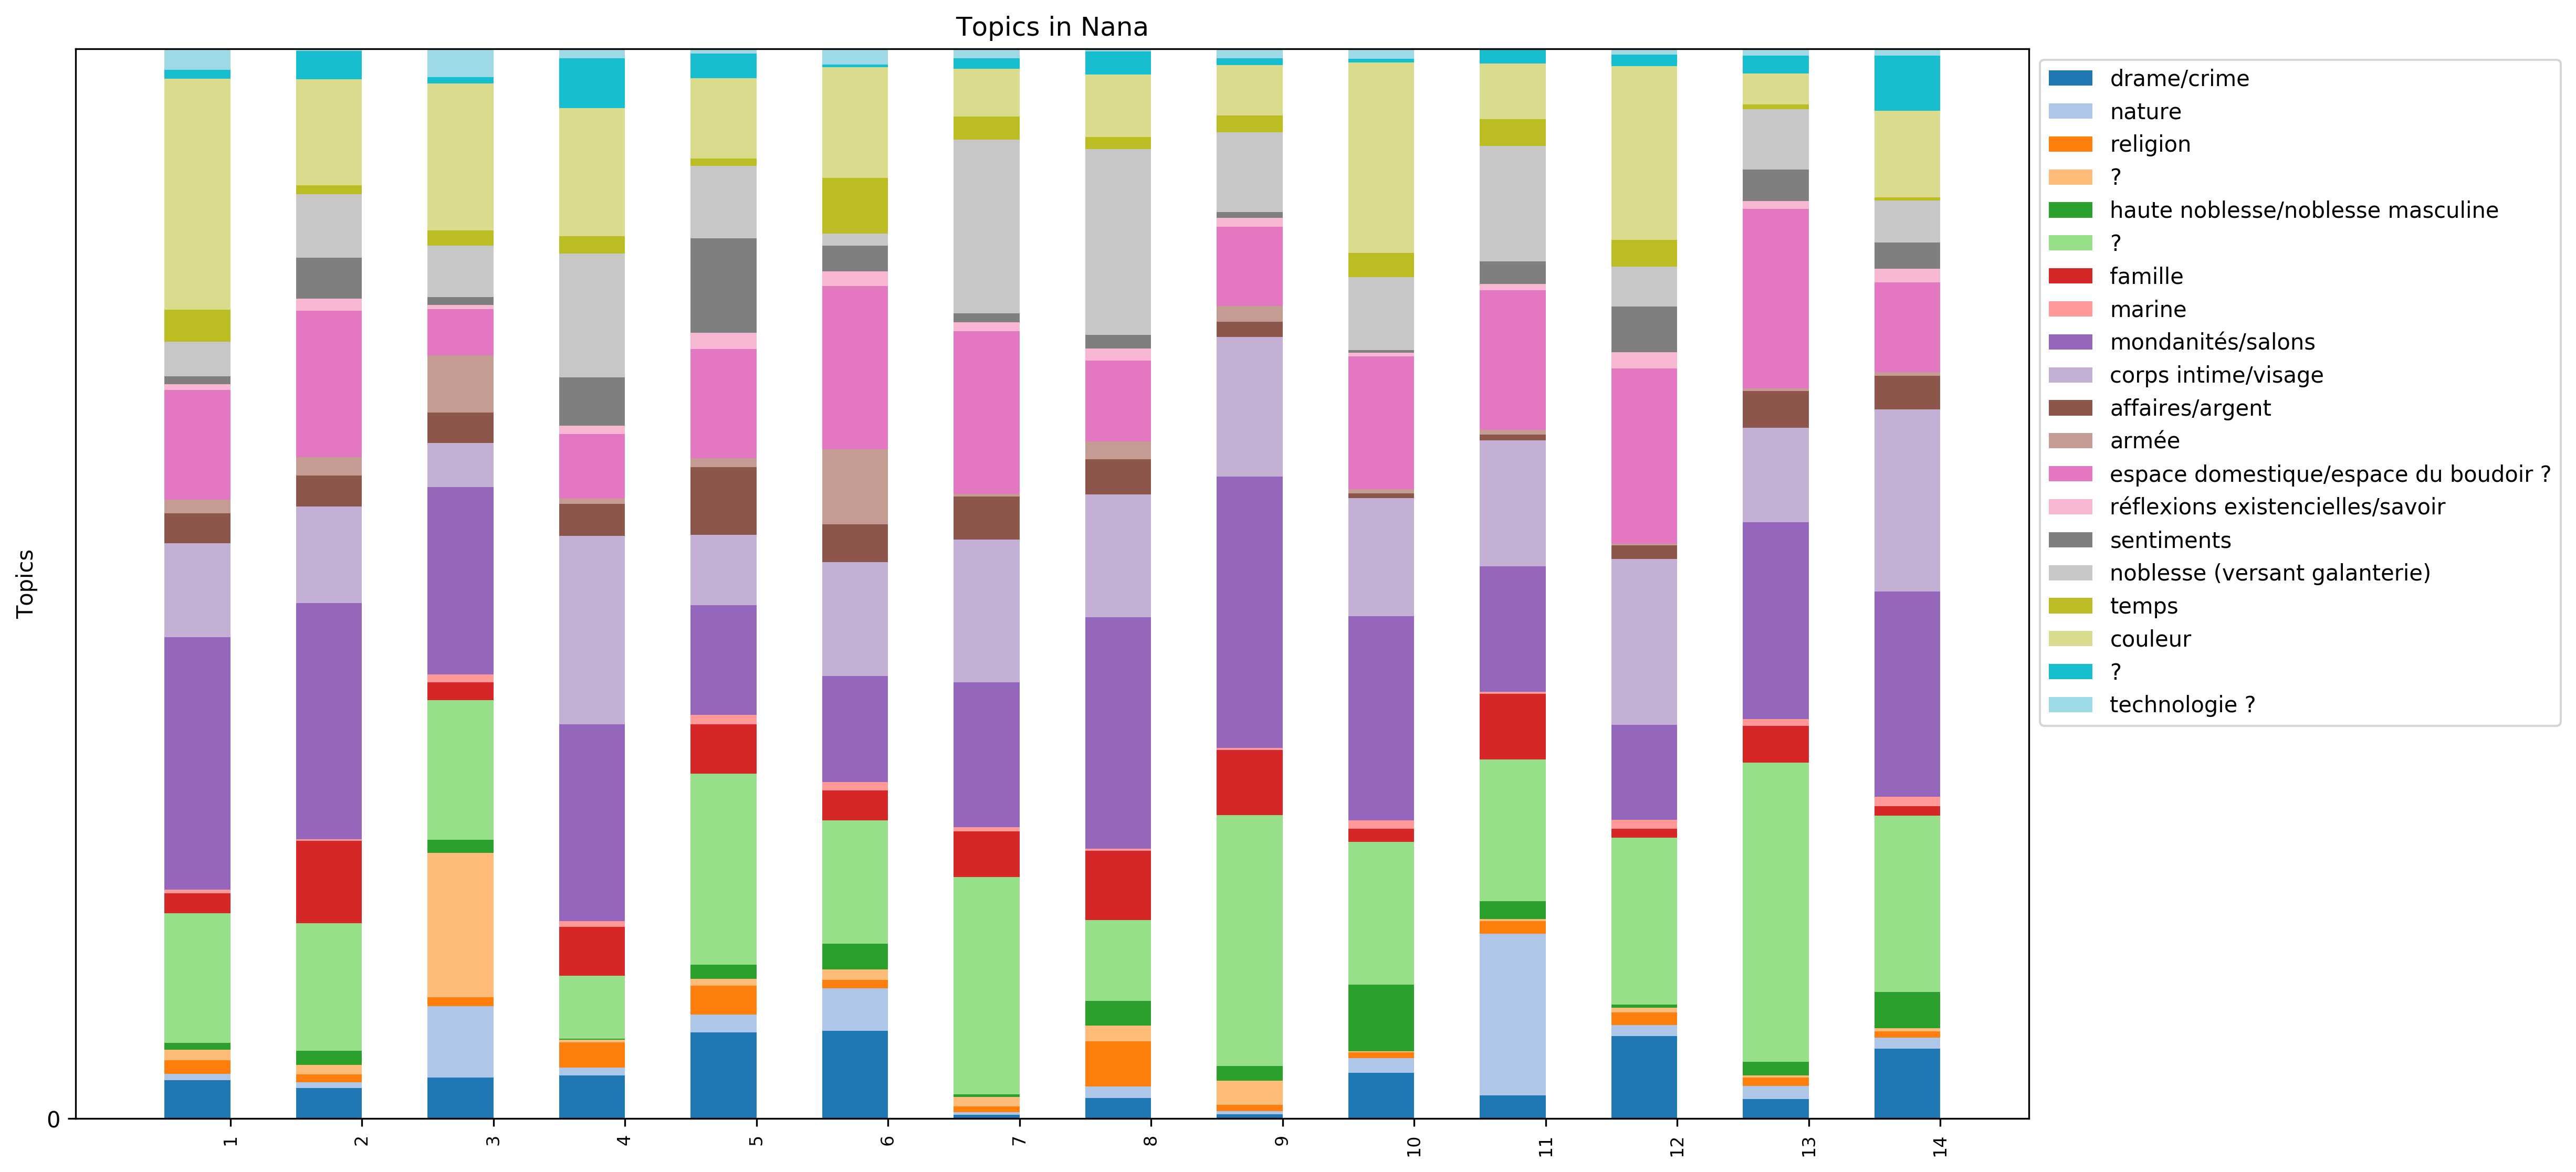 Topics in Nana
Topics
0
1
2
3
4
5
6
7
8
9
10
11
12
13
14
drame/crime
nature
religion
?
haute noblesse/noblesse masculine
?
famille
marine
mondanités/salons
corps intime/visage
affaires/argent
armée
espace domestique/espace du boudoir ?
réflexions existencielles/savoir
sentiments
noblesse (versant galanterie)
temps
couleur
?
technologie ?